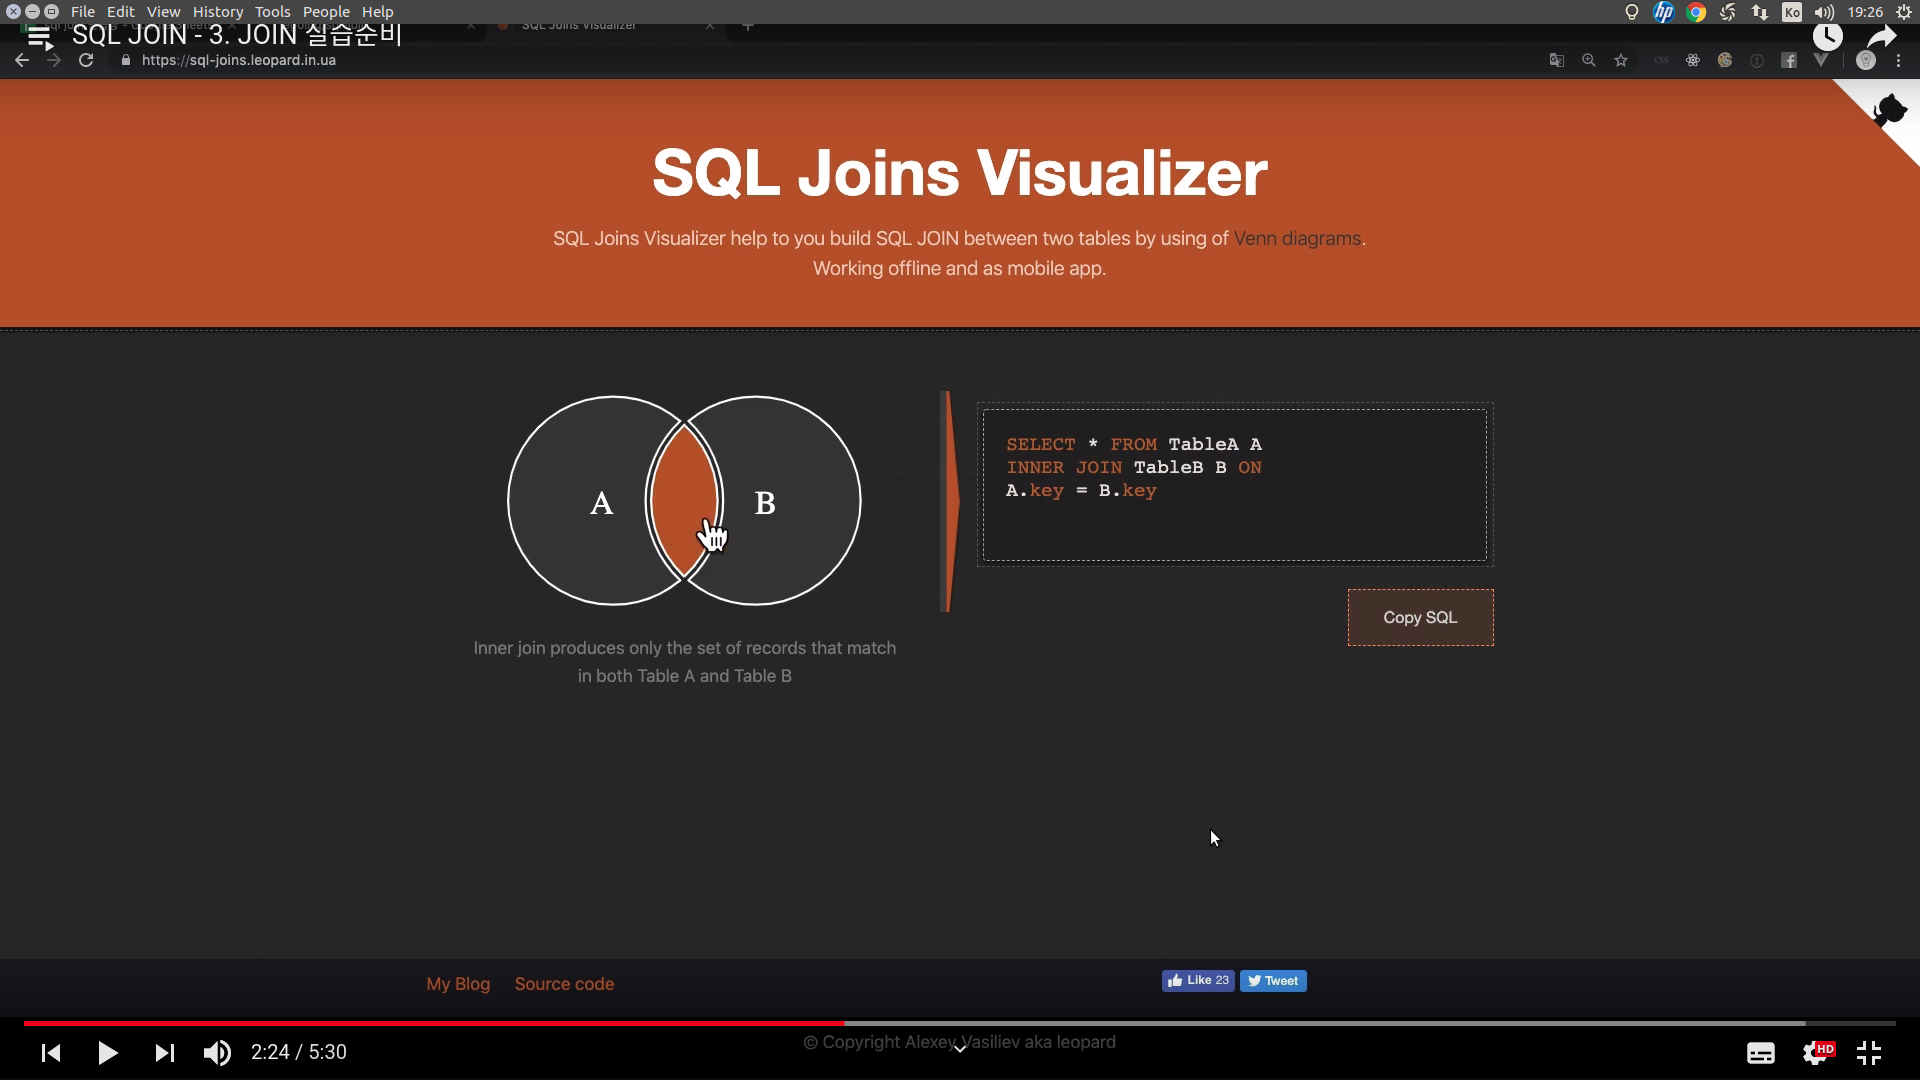 File Edit View History Tools People Help
hp
Ko
19:26
SQL JOIN - 3. JOIN 실습준비
SQL Joins Visualizer
https://sql-joins.leopard.in.ua
SQL Joins Visualizer
SQL Joins Visualizer help to you build SQL JOIN between two tables by using of Venn diagrams.
Working offline and as mobile app.
A
B
SELECT * FROM TableA A
INNER JOIN TableB B ON
A.key = B.key
Copy SQL
Inner join produces only the set of records that match
in both Table A and Table B
My Blog Source code
Like 23
Tweet
© Copyright Alexey Vasiliev aka leopard
2:24 / 5:30
HD